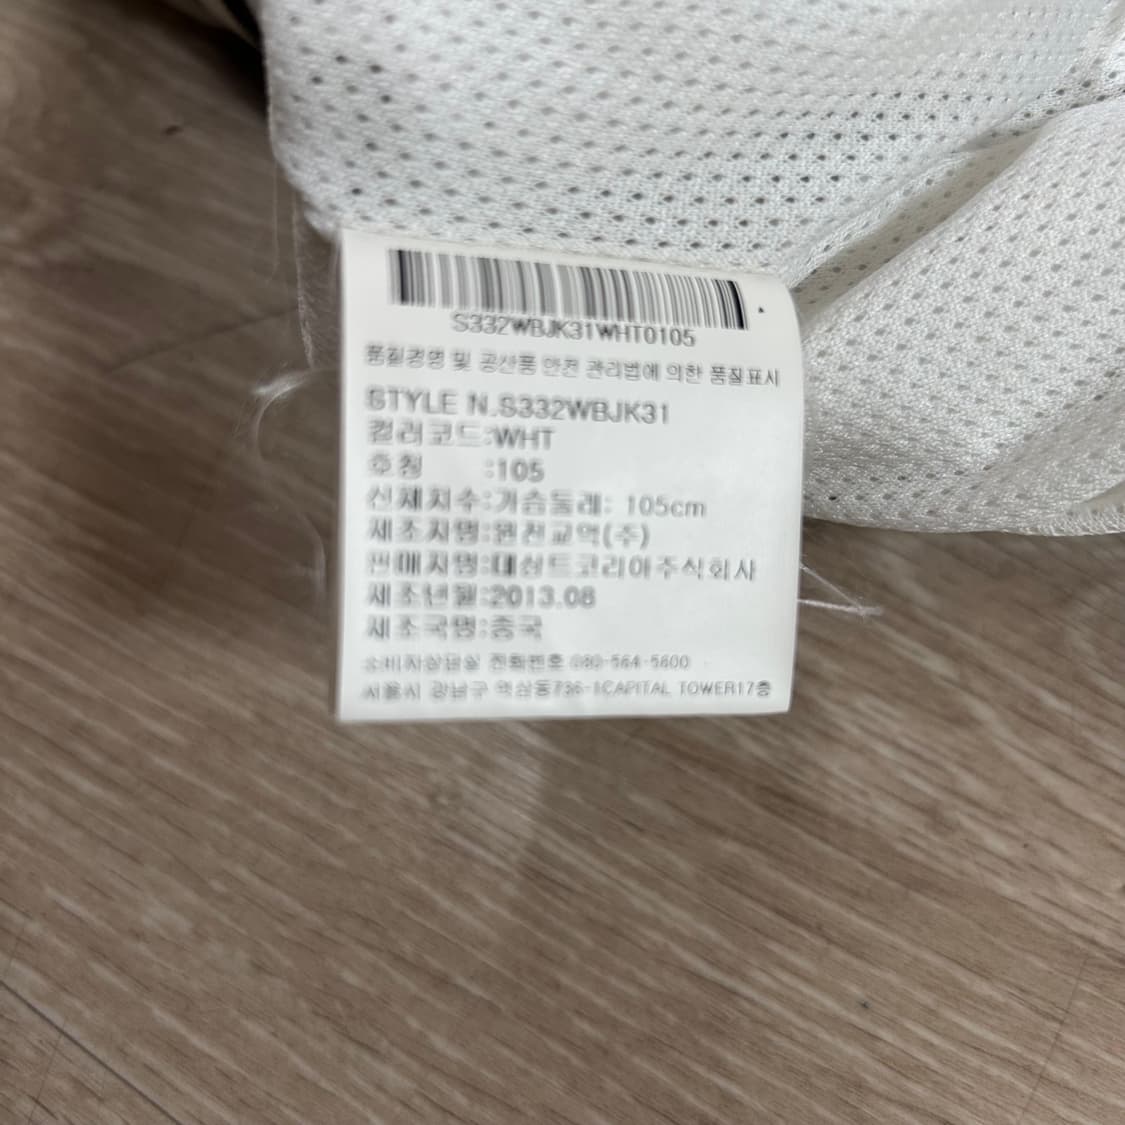 S332WBJK31WHT0105
품질경영 및 공산품 안전 관리법에 의한 품질표시
STYLE N.S332WBJK31
컬러코드:WHT
호칭 :105
신체치수:가슴둘레: 105cm
제조자명:원전교역(주)
판매자명:데상트코리아주식회사
제조년월:2013.08
제조국명:중국
소비자상담실 전화번호 080-564-5600
서울시 강남구 역삼동736-1CAPITAL TOWER17층